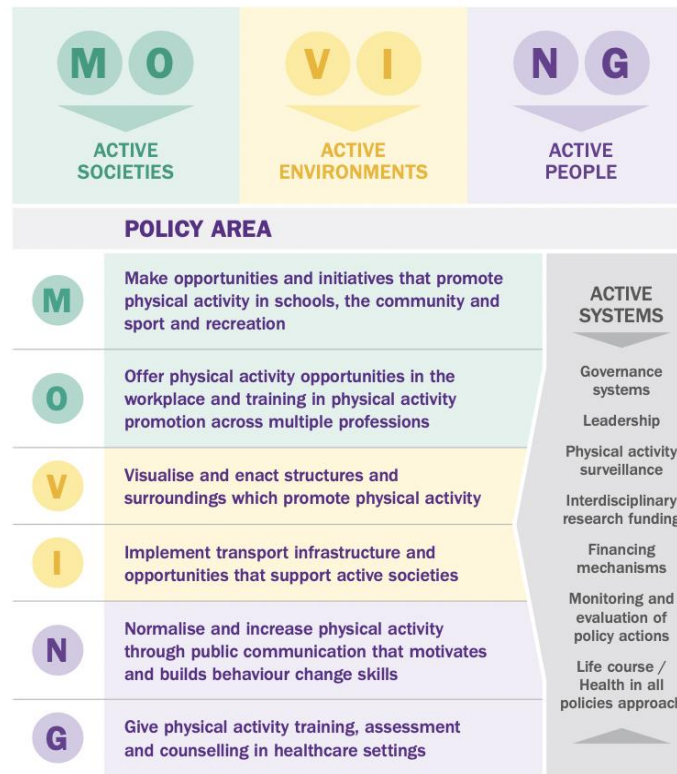 M O
V I
N G
ACTIVE
SOCIETIES
ACTIVE
ENVIRONMENTS
ACTIVE
PEOPLE
POLICY AREA
M
Make opportunities and initiatives that promote
physical activity in schools, the community and
sport and recreation
O
Offer physical activity opportunities in the
workplace and training in physical activity
promotion across multiple professions
V
Visualise and enact structures and
surroundings which promote physical activity
I
Implement transport infrastructure and
opportunities that support active societies
N
Normalise and increase physical activity
through public communication that motivates
and builds behaviour change skills
G
Give physical activity training, assessment
and counselling in healthcare settings
ACTIVE
SYSTEMS
Governance
systems
Leadership
Physical activity
surveillance
Interdisciplinary
research funding
Financing
mechanisms
Monitoring and
evaluation of
policy actions
Life course /
Health in all
policies approach